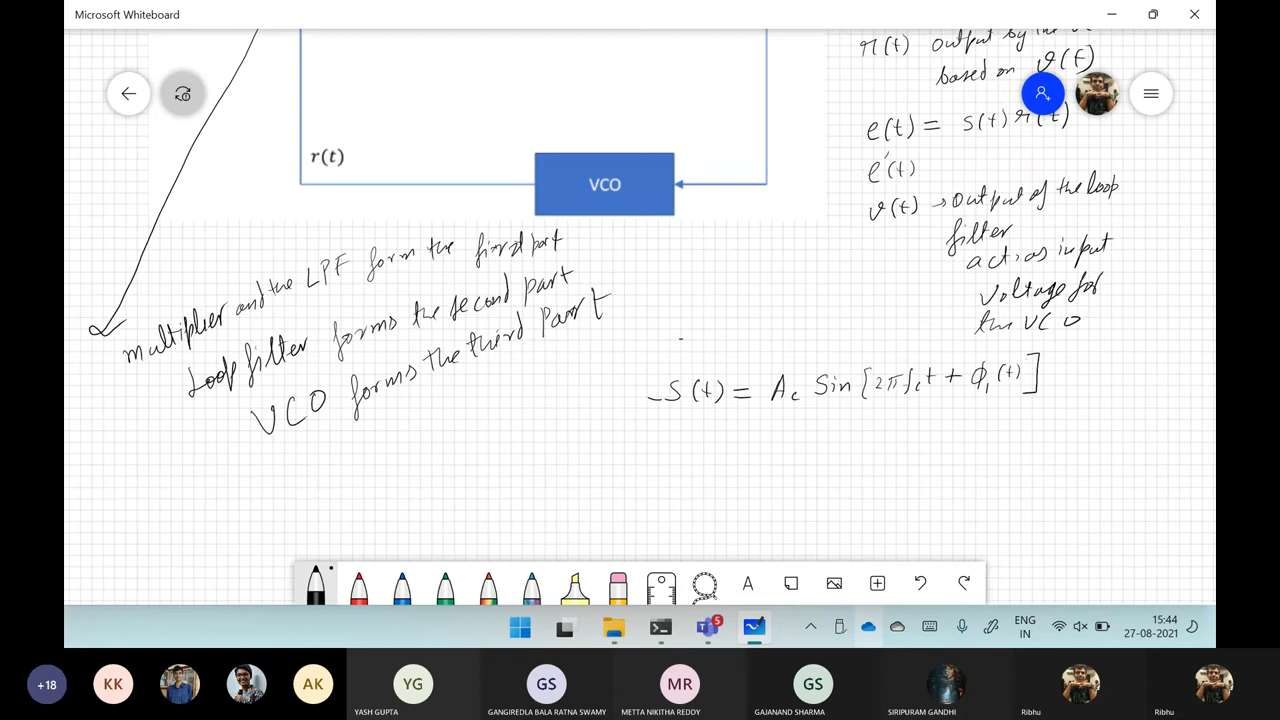 Microsoft Whiteboard
r(t) output by the
based on v(t)
e(t) = s(t) r(t)
e'(t)
v(t) → output of the loop
filter
acts as input
voltage for
the VCO
r(t)
VCO
multiplier and the LPF form the first part
Loop filter forms the second part
VCO forms the third part
S(t) = Ac Sin[2πfct + ϕ1(t)]
A
5
ENG
IN
15:44
27-08-2021
+18
KK
AK
YG
GS
MR
GS
YASH GUPTA
GANGIREDLA BALA RATNA SWAMY
METTA NIKITHA REDDY
GAJANAND SHARMA
SIRIPURAM GANDHI
Ribhu
Ribhu